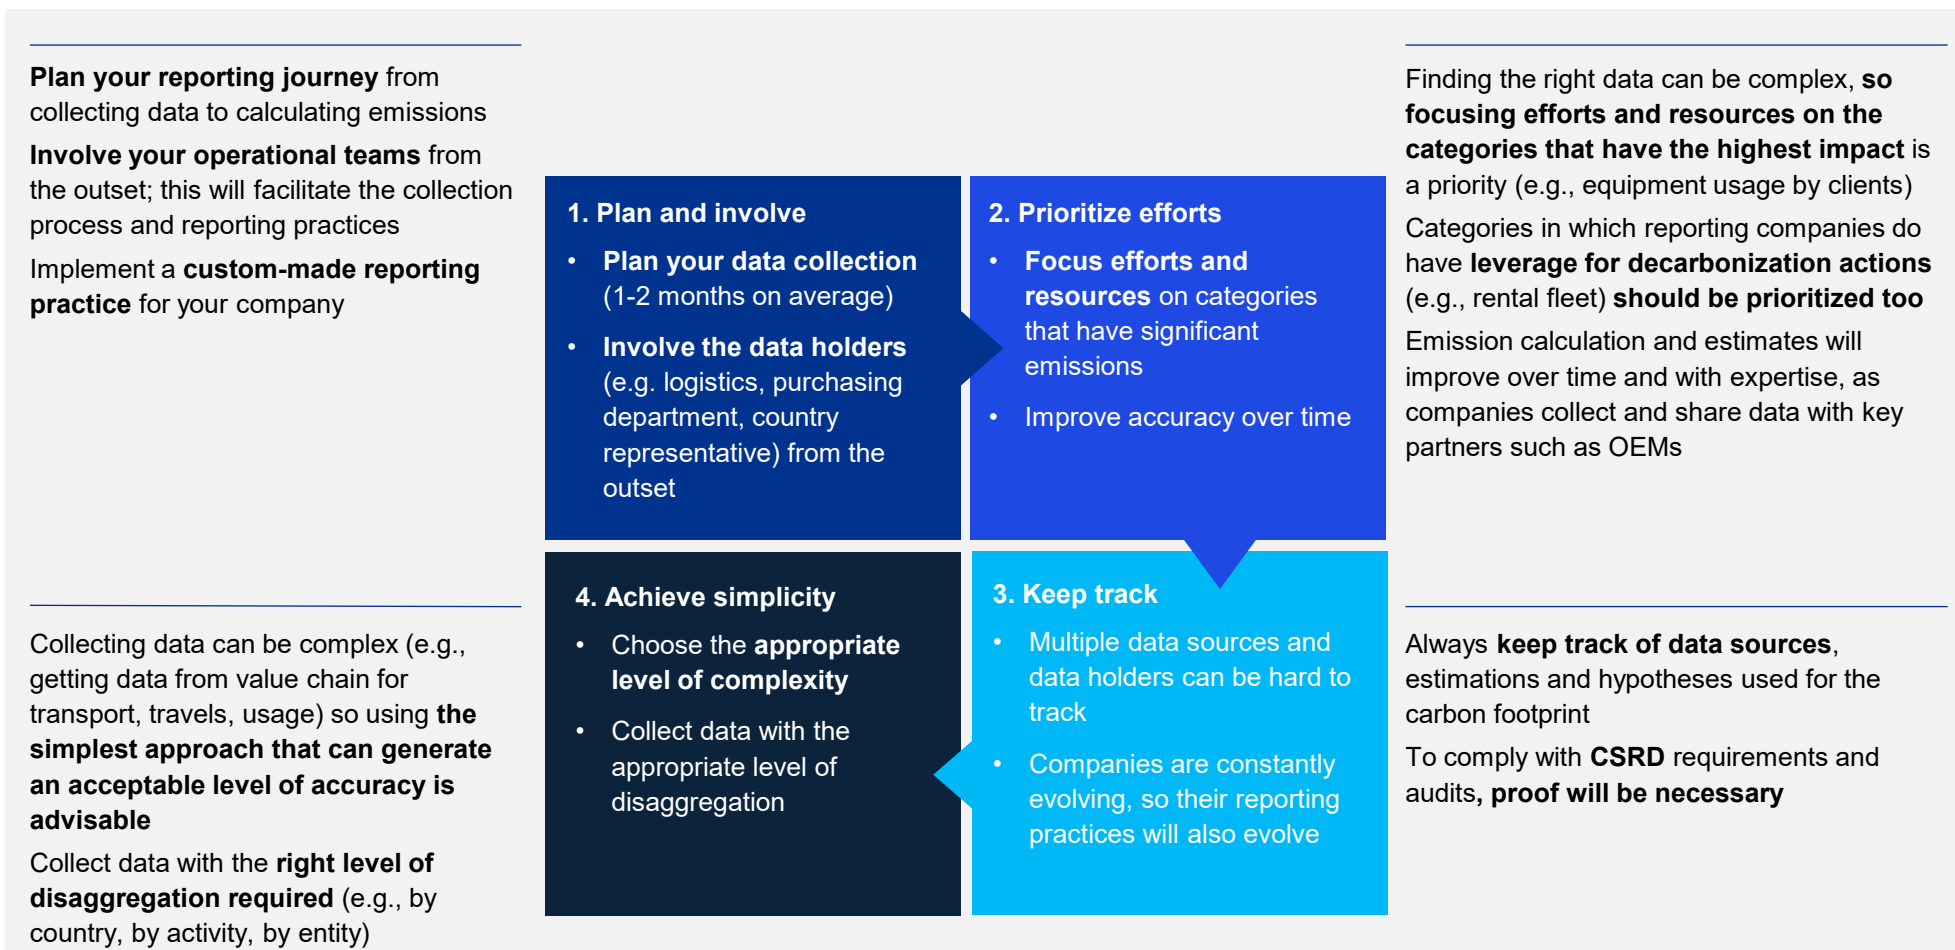 Plan your reporting journey from
collecting data to calculating emissions
Involve your operational teams from
the outset; this will facilitate the collection
process and reporting practices
Implement a custom-made reporting
practice for your company
1. Plan and involve
• Plan your data collection
(1-2 months on average)
• Involve the data holders
(e.g. logistics, purchasing
department, country
representative) from the
outset
2. Prioritize efforts
• Focus efforts and
resources on categories
that have significant
emissions
• Improve accuracy over time
Finding the right data can be complex, so
focusing efforts and resources on the
categories that have the highest impact is
a priority (e.g., equipment usage by clients)
Categories in which reporting companies do
have leverage for decarbonization actions
(e.g., rental fleet) should be prioritized too
Emission calculation and estimates will
improve over time and with expertise, as
companies collect and share data with key
partners such as OEMs
Collecting data can be complex (e.g.,
getting data from value chain for
transport, travels, usage) so using the
simplest approach that can generate
an acceptable level of accuracy is
advisable
Collect data with the right level of
disaggregation required (e.g., by
country, by activity, by entity)
4. Achieve simplicity
• Choose the appropriate
level of complexity
• Collect data with the
appropriate level of
disaggregation
3. Keep track
• Multiple data sources and
data holders can be hard to
track
• Companies are constantly
evolving, so their reporting
practices will also evolve
Always keep track of data sources,
estimations and hypotheses used for the
carbon footprint
To comply with CSRD requirements and
audits, proof will be necessary